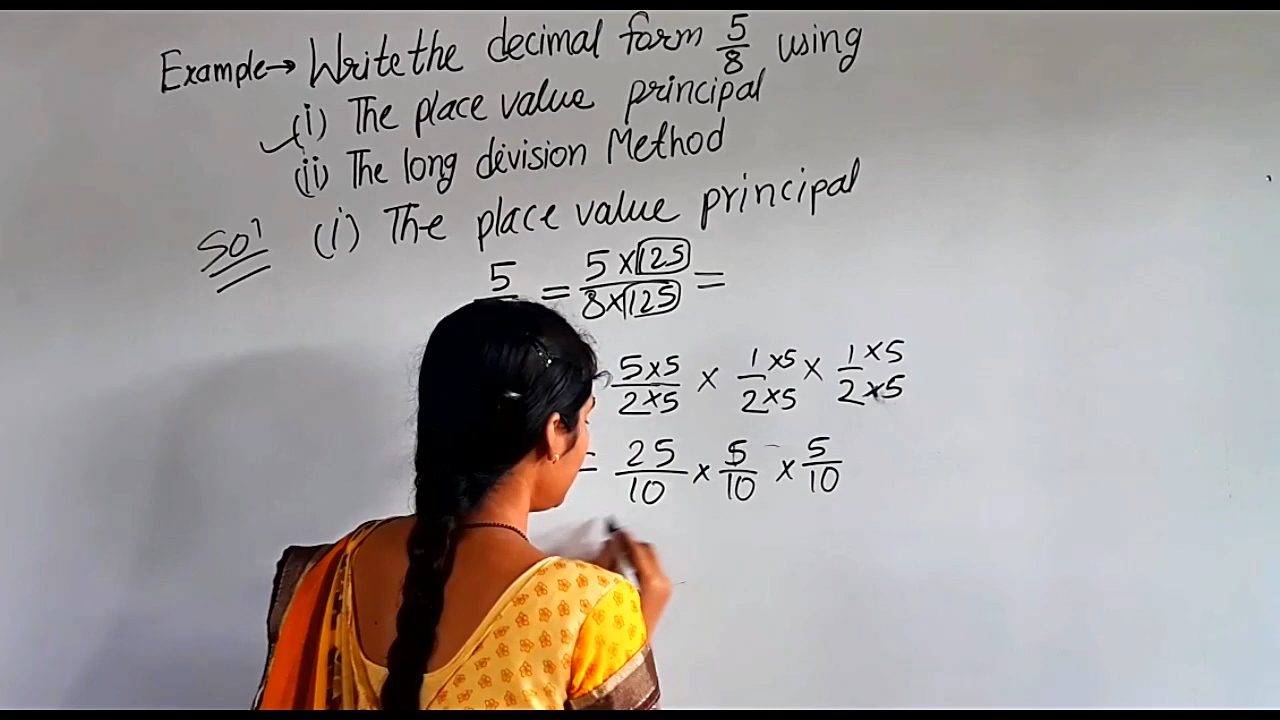 Example→ Write the decimal form 5/8 using
(i) The place value principal
(ii) The long division Method
Sol (i) The place value principal
5 = 5×125/8×125 =
5×5/2×5 × 1×5/2×5 × 1×5/2×5
= 25/10 × 5/10 × 5/10